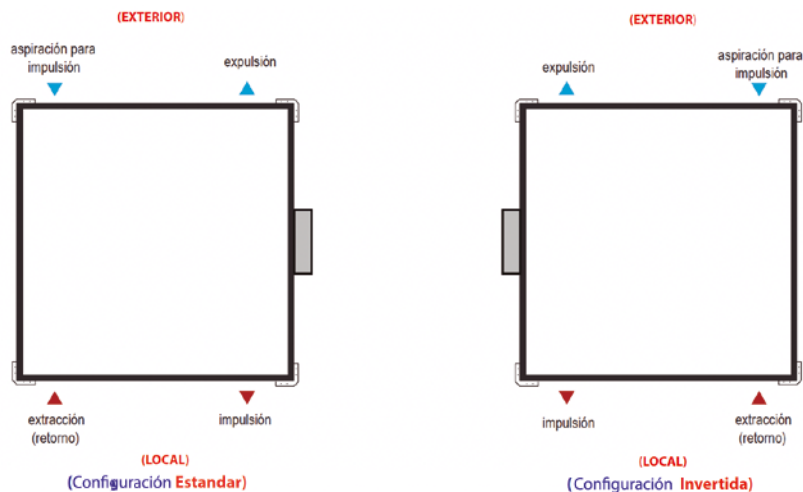 (EXTERIOR)
aspiración para
impulsión
expulsión
extracción
(retorno)
impulsión
(LOCAL)
(Configuración Estandar)
(EXTERIOR)
expulsión
aspiración para
impulsión
impulsión
extracción
(retorno)
(LOCAL)
(Configuración Invertida)